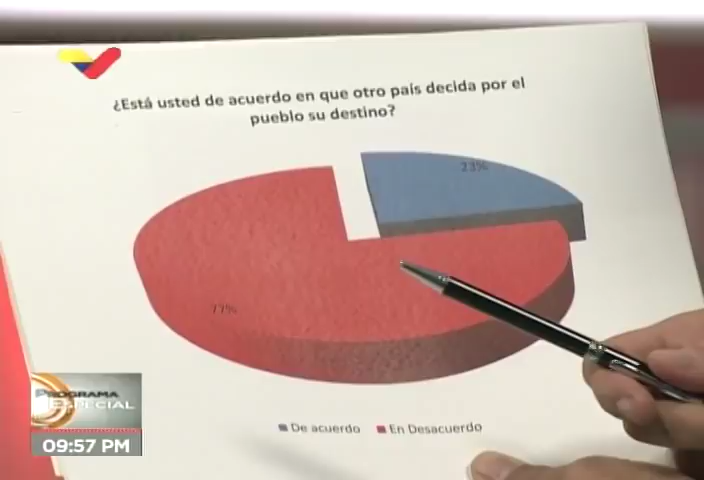 ¿Está usted de acuerdo en que otro país decida por el
pueblo su destino?
23%
77%
De acuerdo
En Desacuerdo
PROGRAMA
ESPECIAL
09:57 PM